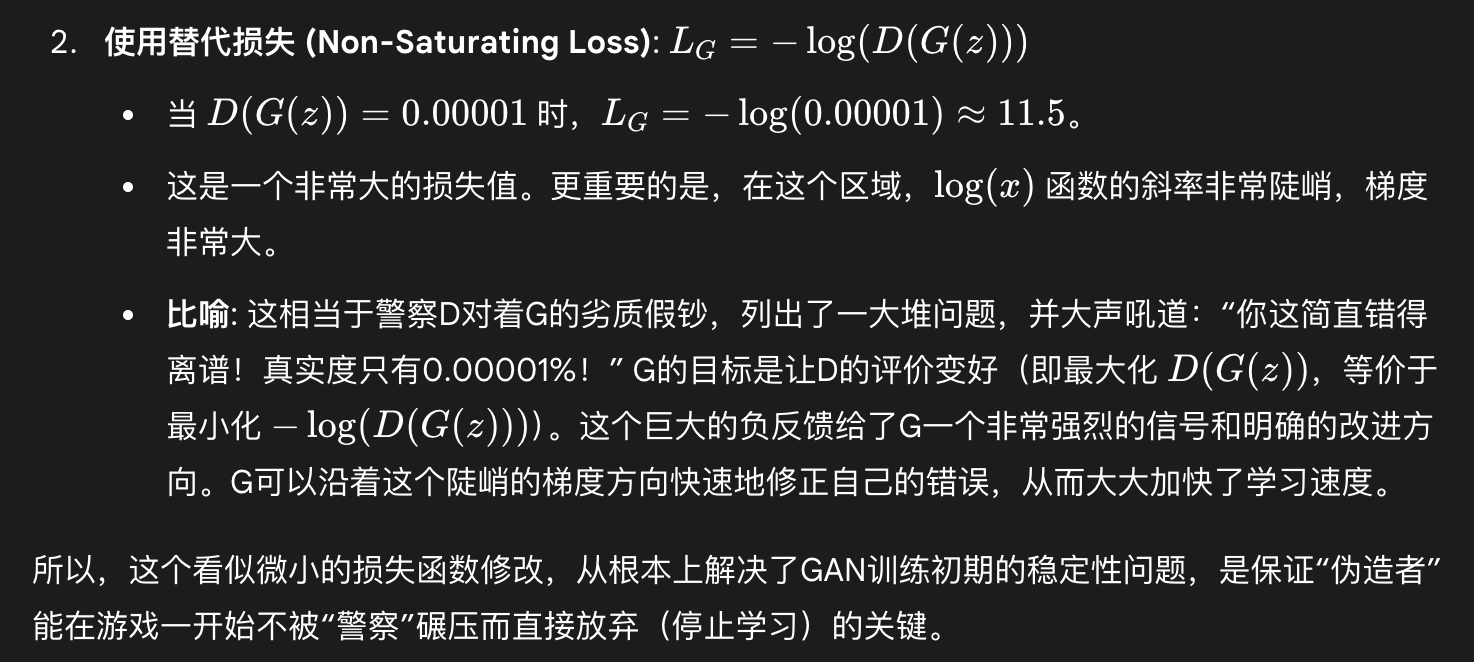 2. 使用替代损失 (Non-Saturating Loss): L_G = − log(D(G(z)))
• 当 D(G(z)) = 0.00001 时，L_G = − log(0.00001) ≈ 11.5。
• 这是一个非常大的损失值。更重要的是，在这个区域，log(x) 函数的斜率非常陡峭，梯度
非常大。
• 比喻: 这相当于警察D对着G的劣质假钞，列出了一大堆问题，并大声吼道：“你这简直错得
离谱！真实度只有0.00001%！” G的目标是让D的评价变好（即最大化 D(G(z))，等价于
最小化 − log(D(G(z)))）。这个巨大的负反馈给了G一个非常强烈的信号和明确的改进方
向。G可以沿着这个陡峭的梯度方向快速地修正自己的错误，从而大大加快了学习速度。
所以，这个看似微小的损失函数修改，从根本上解决了GAN训练初期的稳定性问题，是保证“伪造者”
能在游戏一开始不被“警察”碾压而直接放弃（停止学习）的关键。